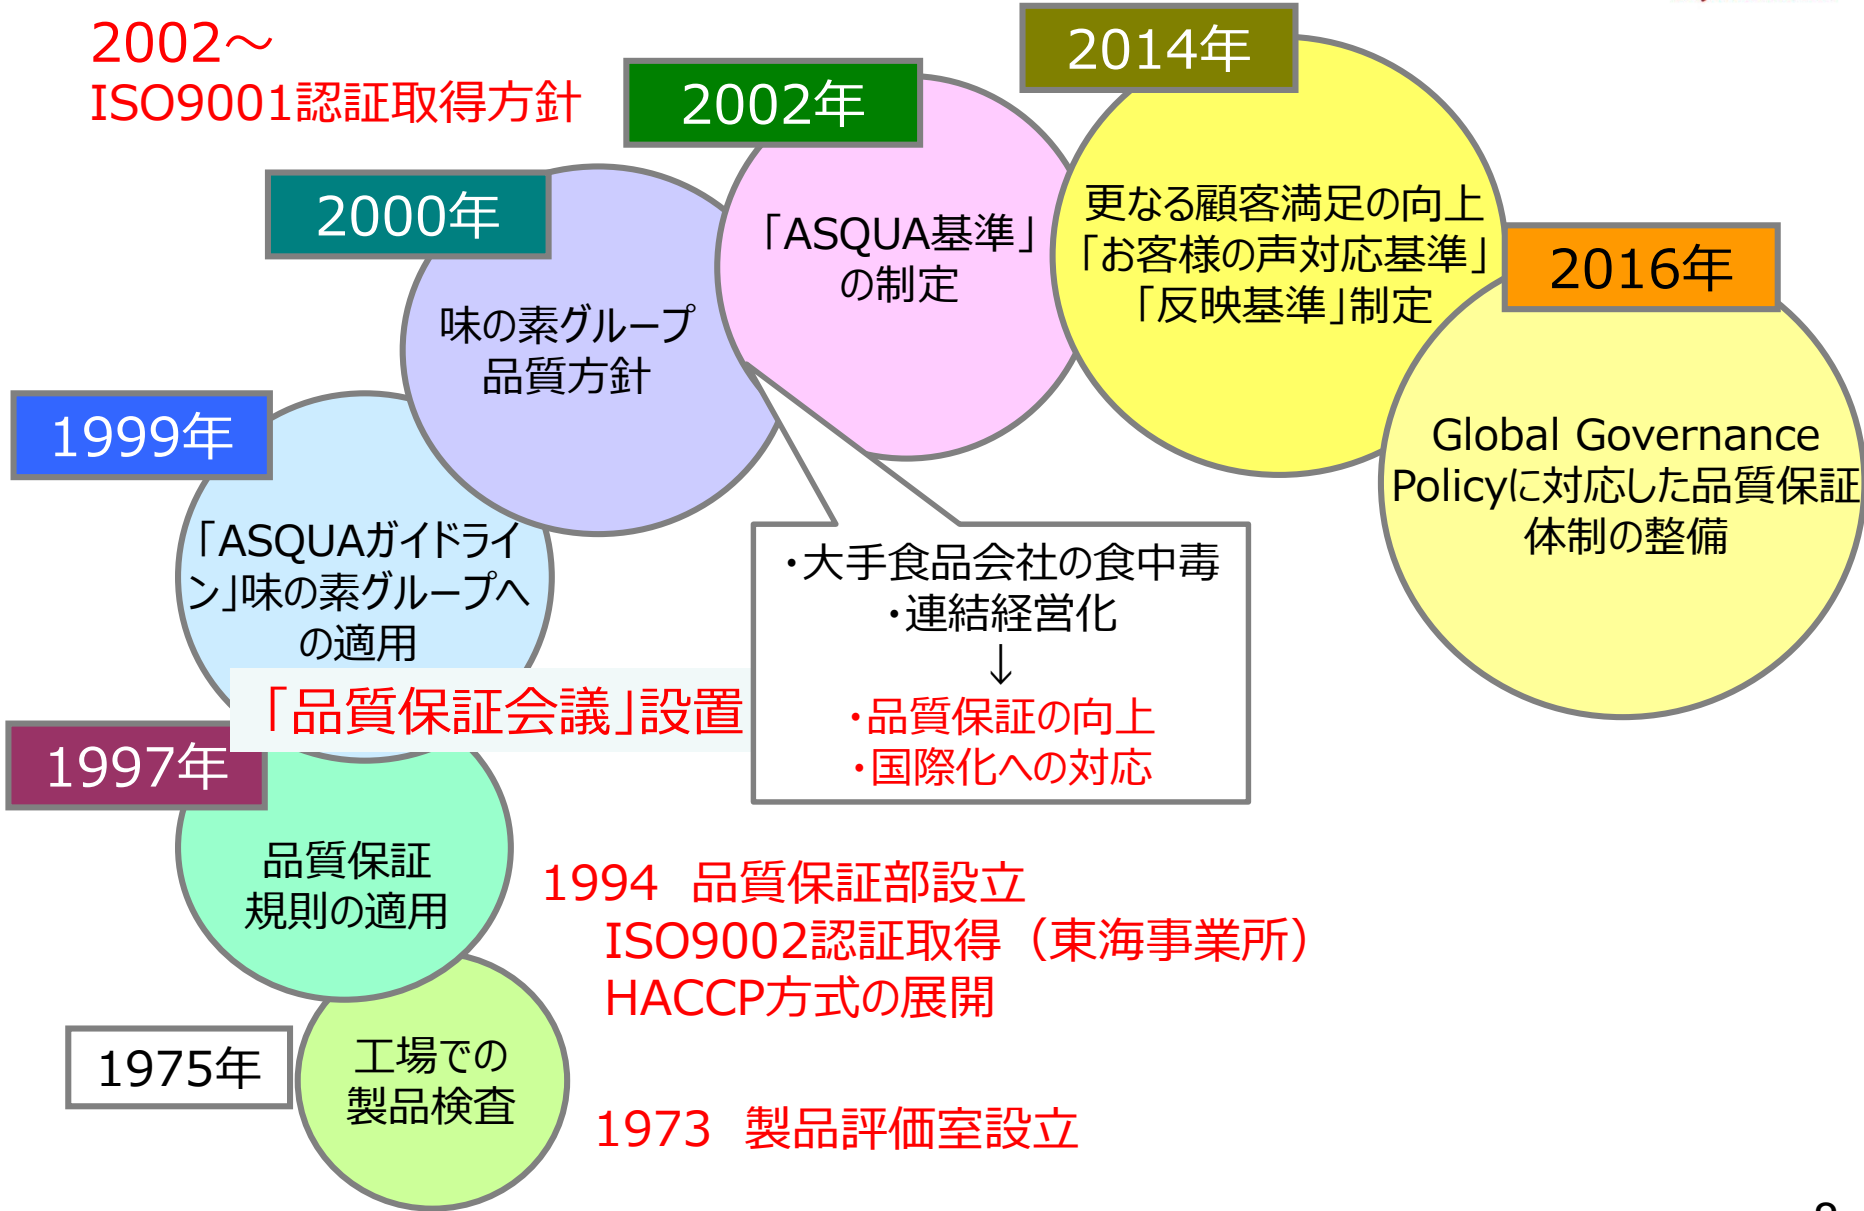 2002～
ISO9001認証取得方針
2014年
2002年
2000年
更なる顧客満足の向上
「お客様の声対応基準」
「反映基準」制定
「ASQUA基準」
の制定
2016年
味の素グループ
品質方針
1999年
Global Governance
Policyに対応した品質保証
体制の整備
「ASQUAガイドライ
ン」味の素グループへ
の適用
・大手食品会社の食中毒
・連結経営化
↓
・品質保証の向上
・国際化への対応
「品質保証会議」設置
1997年
品質保証
規則の適用
1994 品質保証部設立
ISO9002認証取得（東海事業所）
HACCP方式の展開
1975年
工場での
製品検査
1973 製品評価室設立